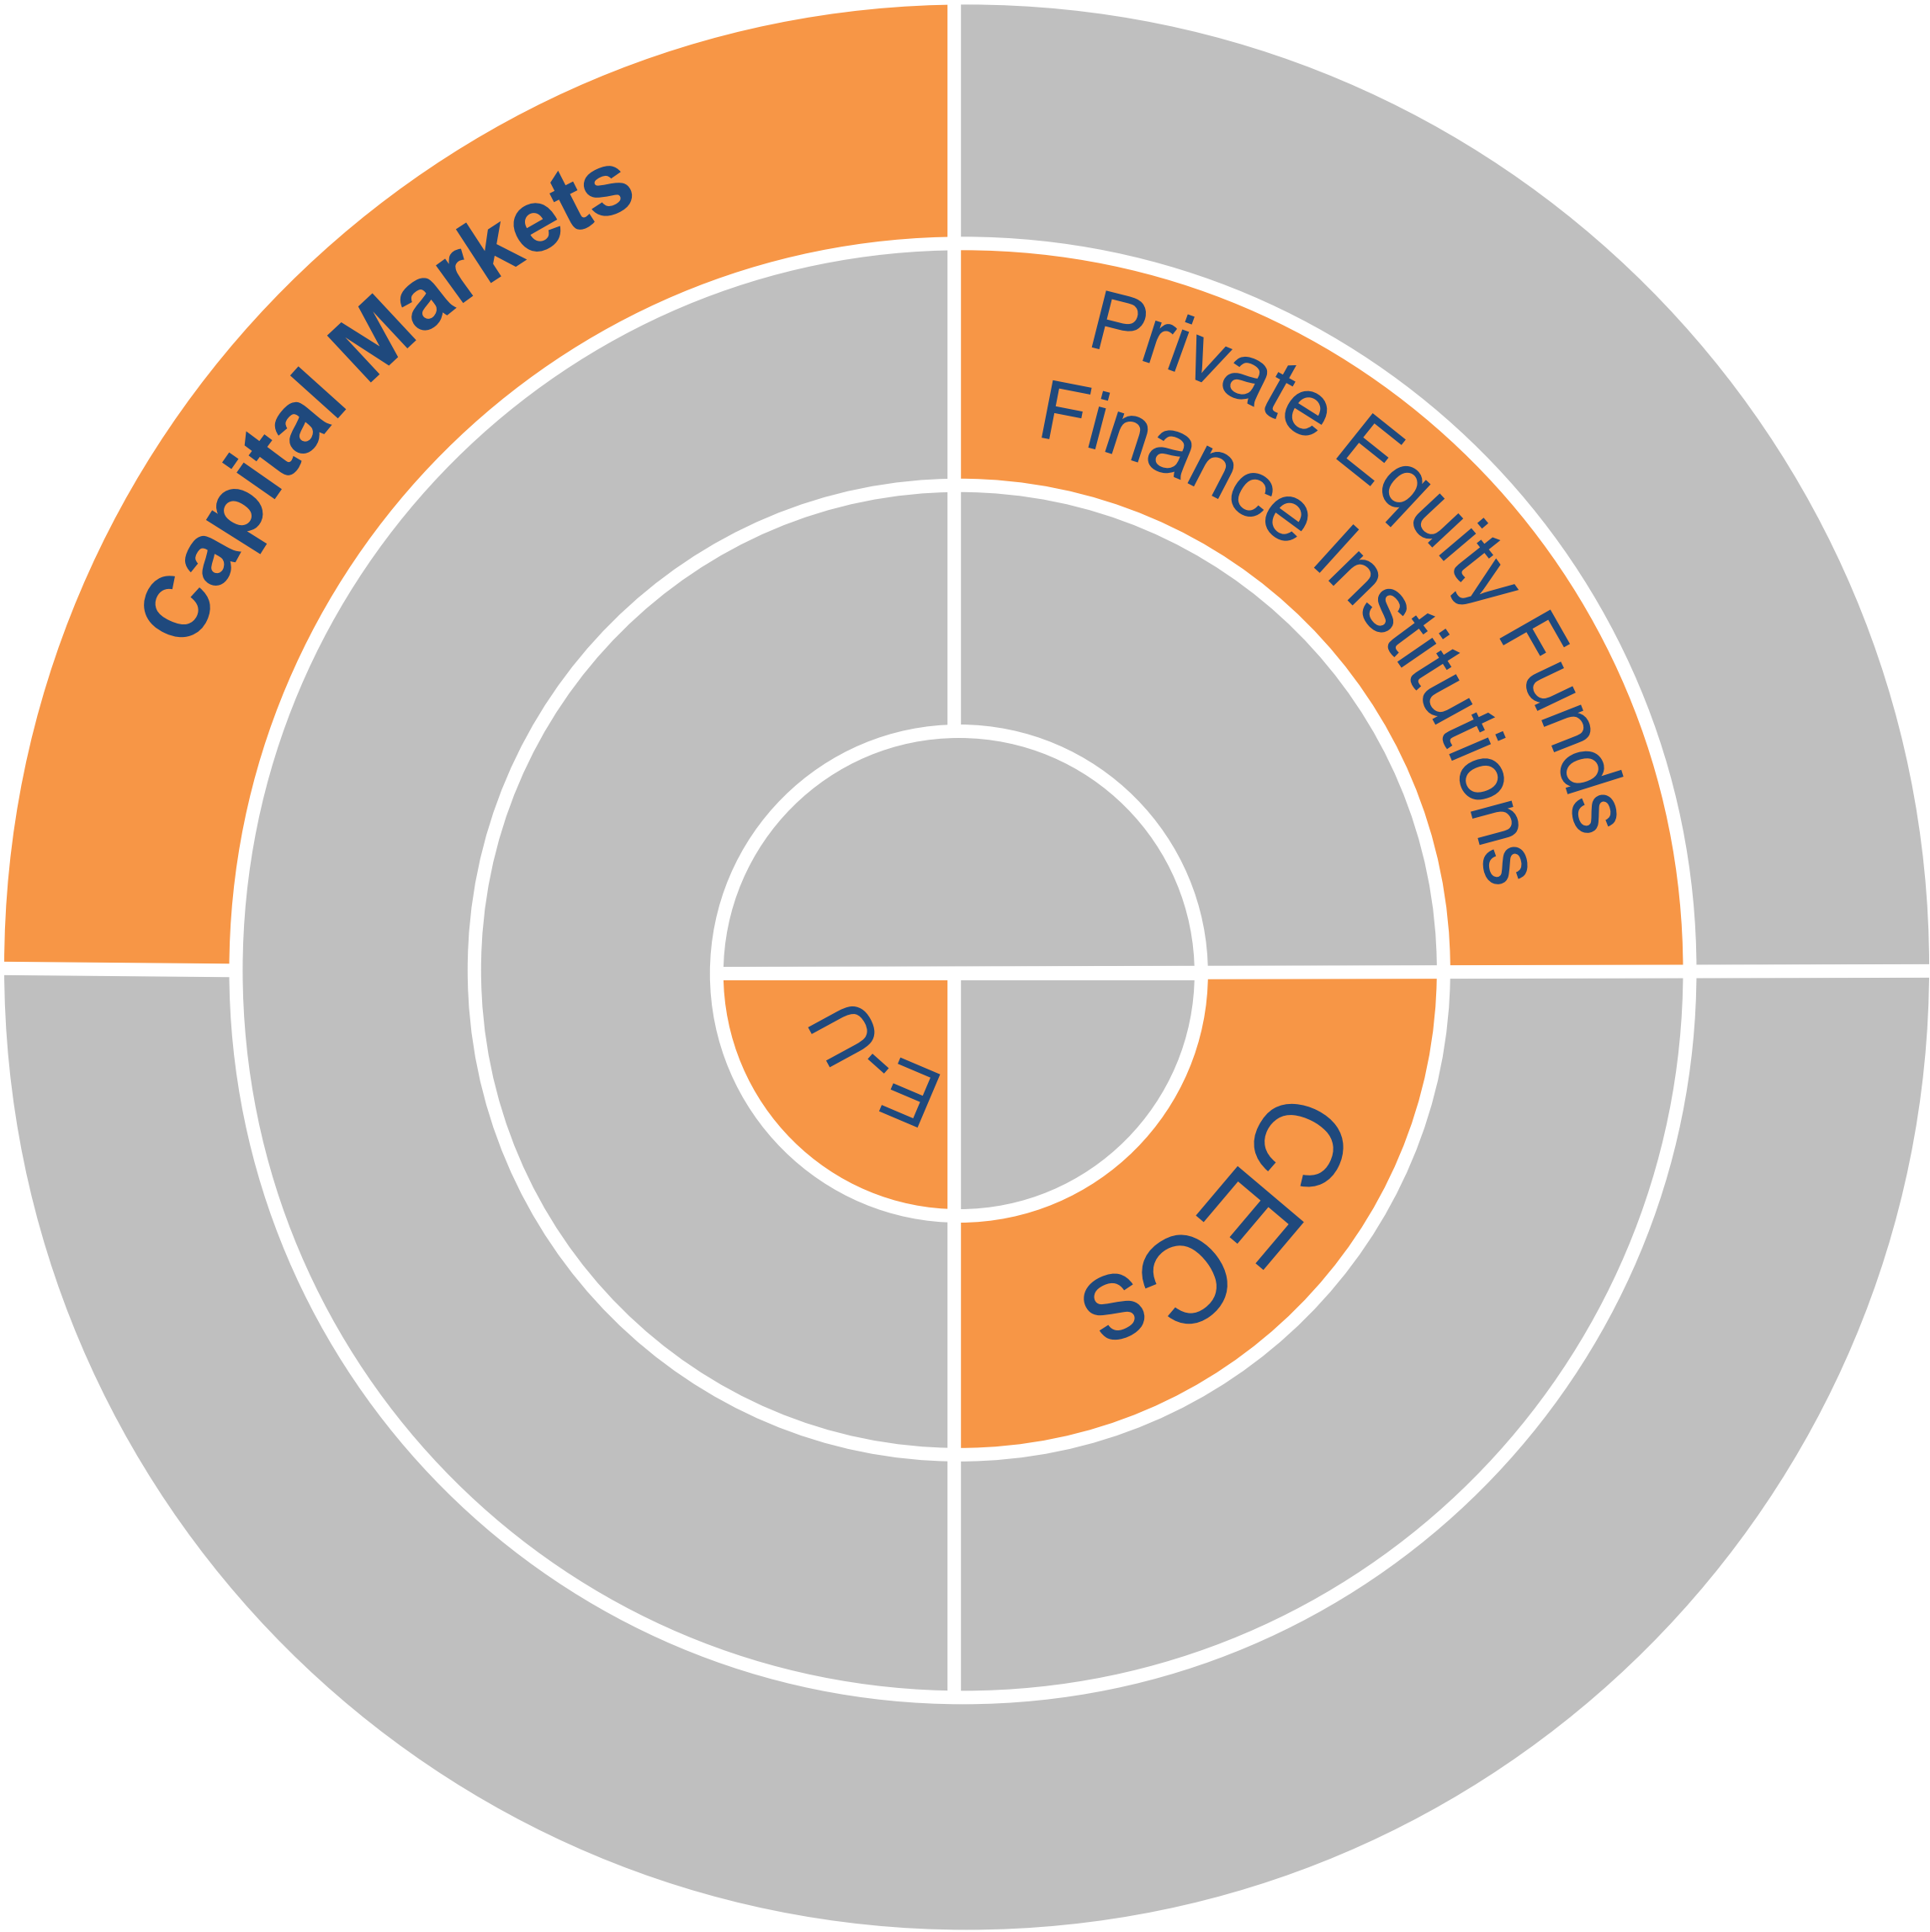 Capital Markets
Private Equity Funds
Finance Institutions
E-U
CECs